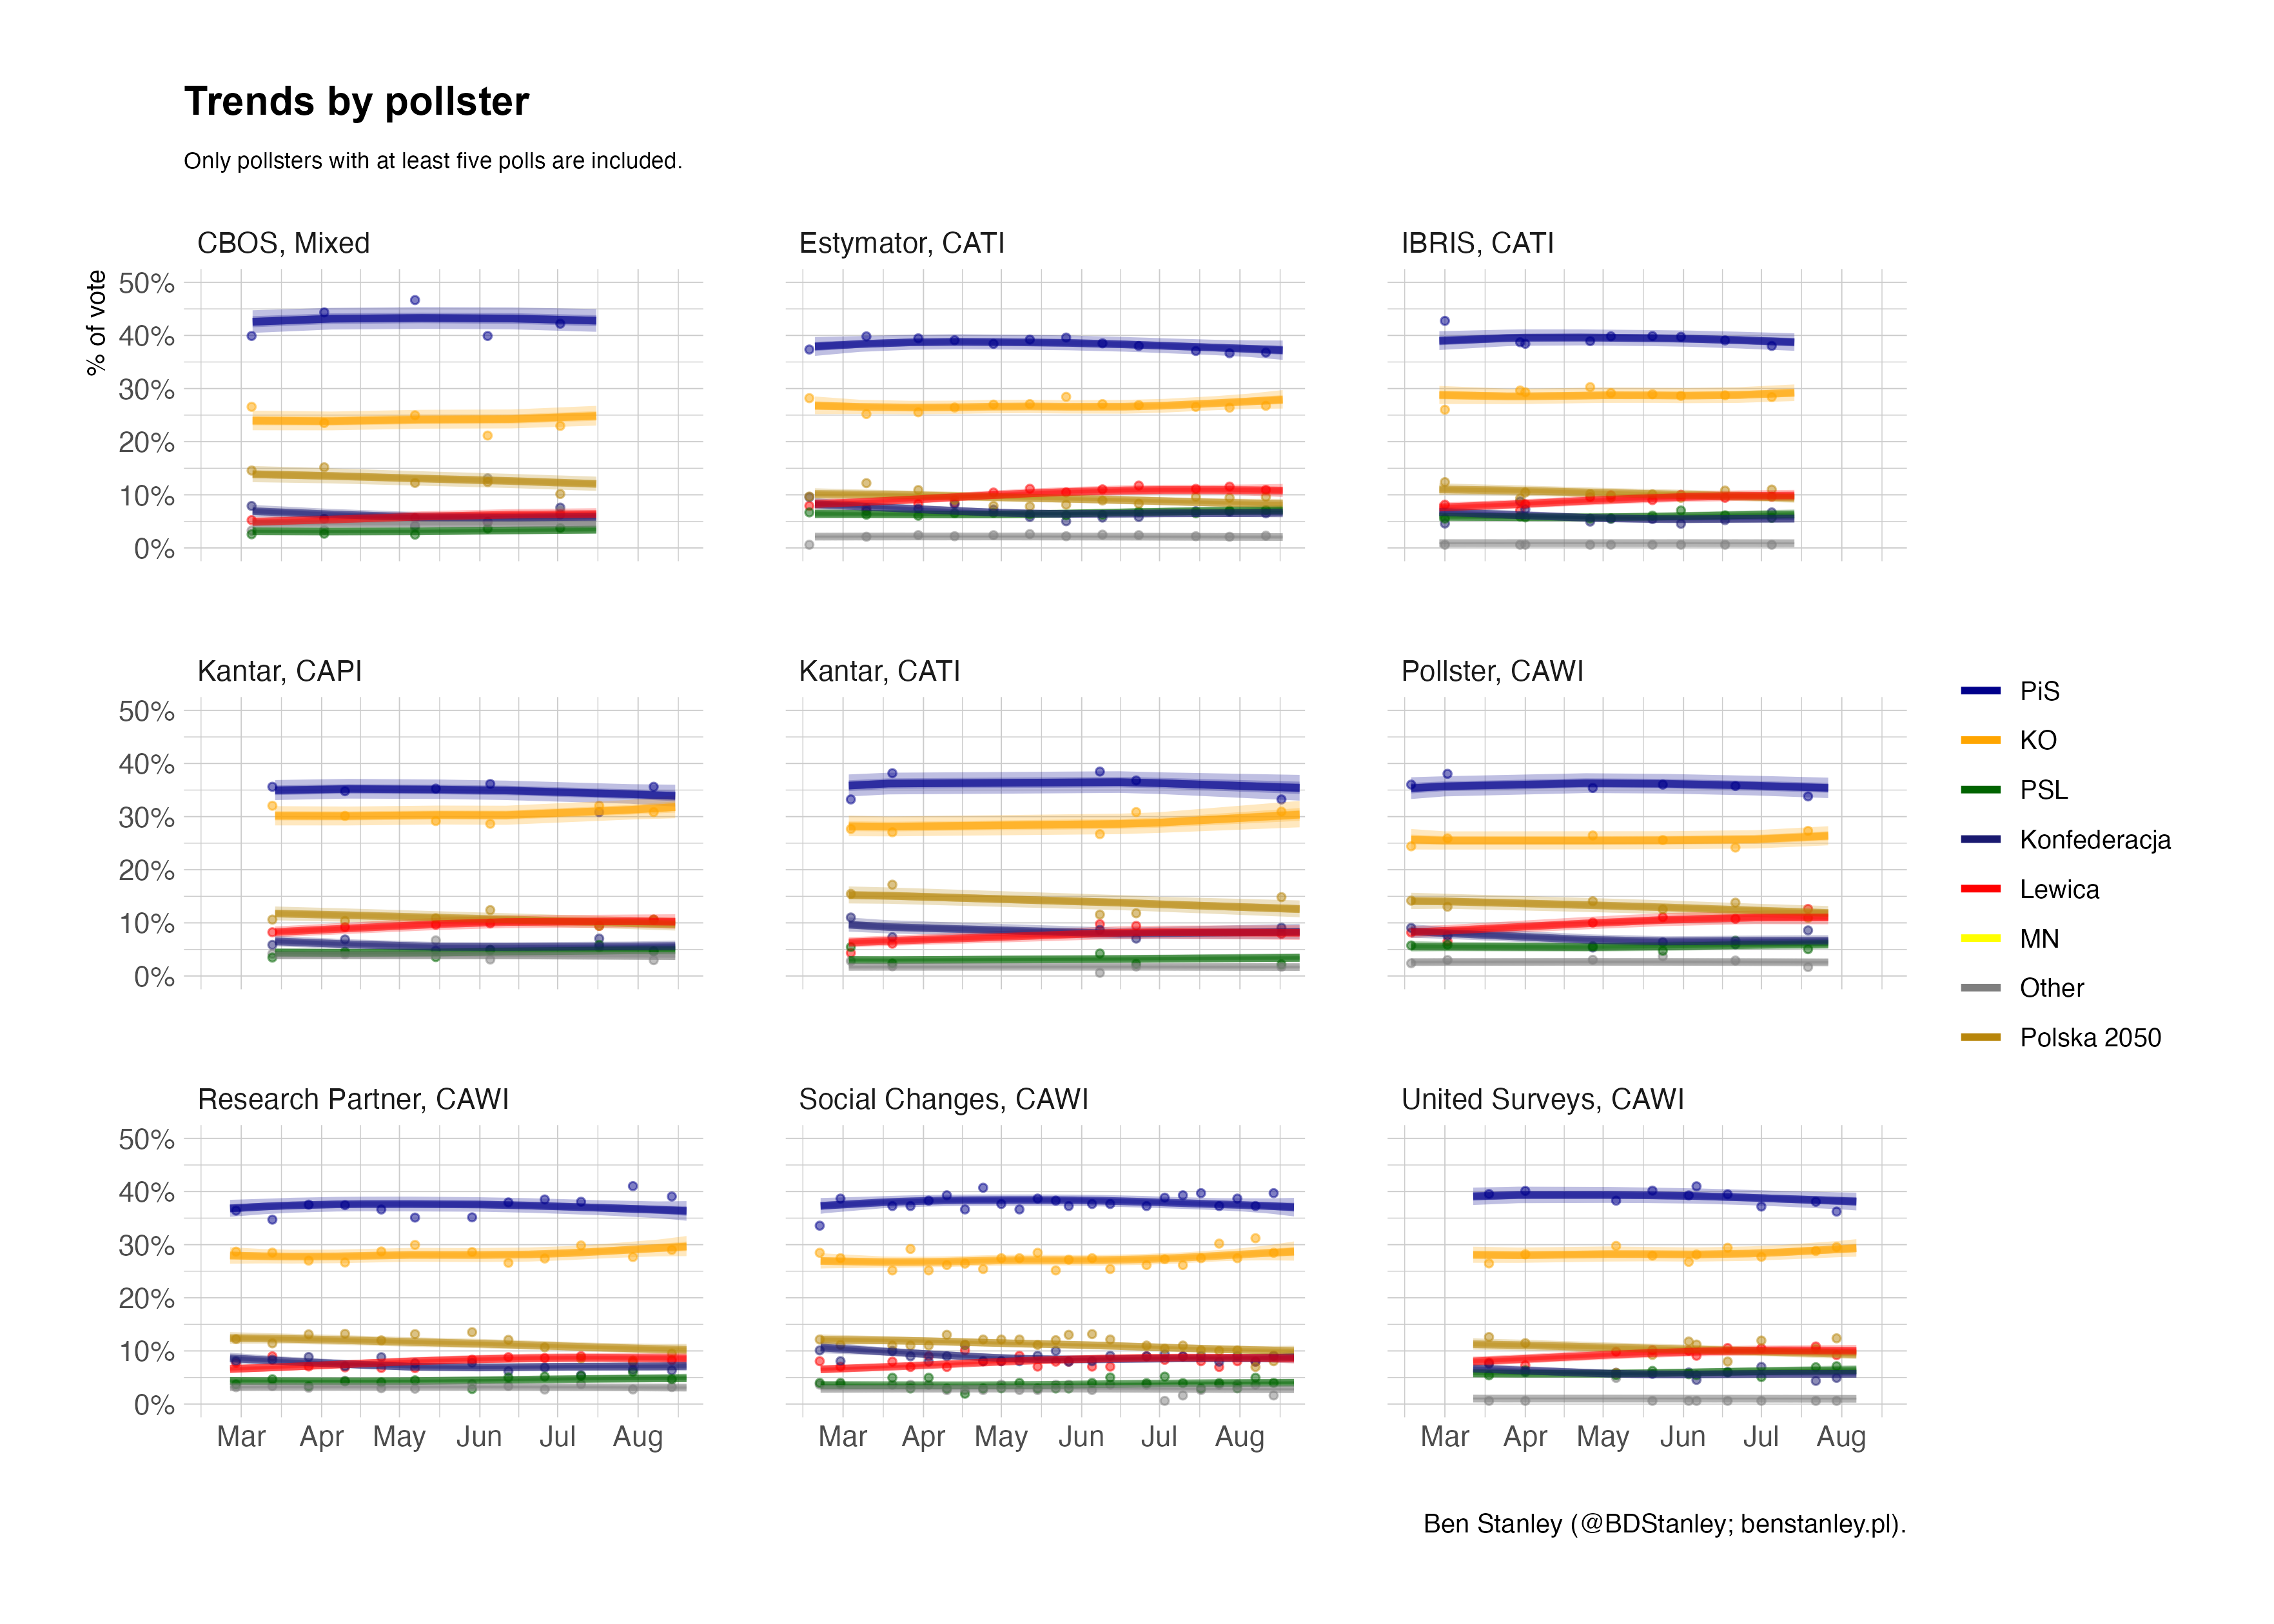 Trends by pollster
Only pollsters with at least five polls are included.
CBOS, Mixed
Estymator, CATI
IBRIS, CATI
% of vote
50%
40%
30%
20%
10%
0%
Kantar, CAPI
Kantar, CATI
Pollster, CAWI
50%
40%
30%
20%
10%
0%
PiS
KO
PSL
Konfederacja
Lewica
MN
Other
Polska 2050
Research Partner, CAWI
Social Changes, CAWI
United Surveys, CAWI
50%
40%
30%
20%
10%
0%
Mar Apr May Jun Jul Aug
Mar Apr May Jun Jul Aug
Mar Apr May Jun Jul Aug
Ben Stanley (@BDStanley; benstanley.pl).